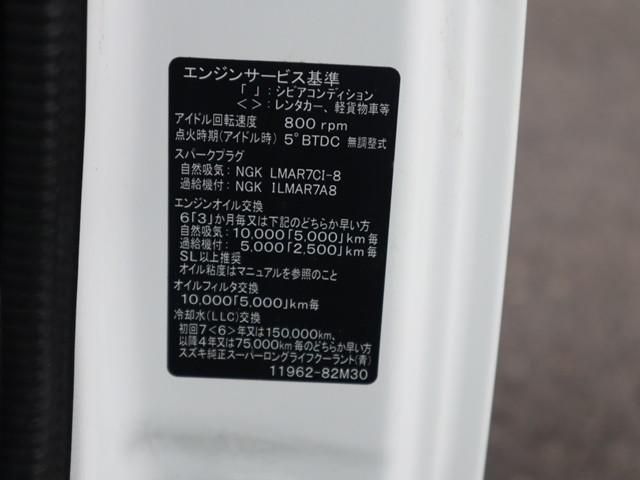 エンジンサービス基準
「 」: シビアコンディション
< >: レンタカー、軽貨物車等
アイドル回転速度 800 rpm
点火時期(アイドル時) 5°BTDC 無調整式
スパークプラグ
自然吸気: NGK LMAR7CI-8
過給機付: NGK ILMAR7A8
エンジンオイル交換
6「3」か月毎又は下記のどちらか早い方
自然吸気: 10,000「5,000」km毎
過給機付: 5,000「2,500」km毎
SL以上推奨
オイル粘度はマニュアルを参照のこと
オイルフィルタ交換
10,000「5,000」km毎
冷却水(LLC)交換
初回7<6>年又は150,000km、
以降4年又は75,000km毎のどちらか早い方
スズキ純正スーパーロングライフクーラント(青)
11962-82M30